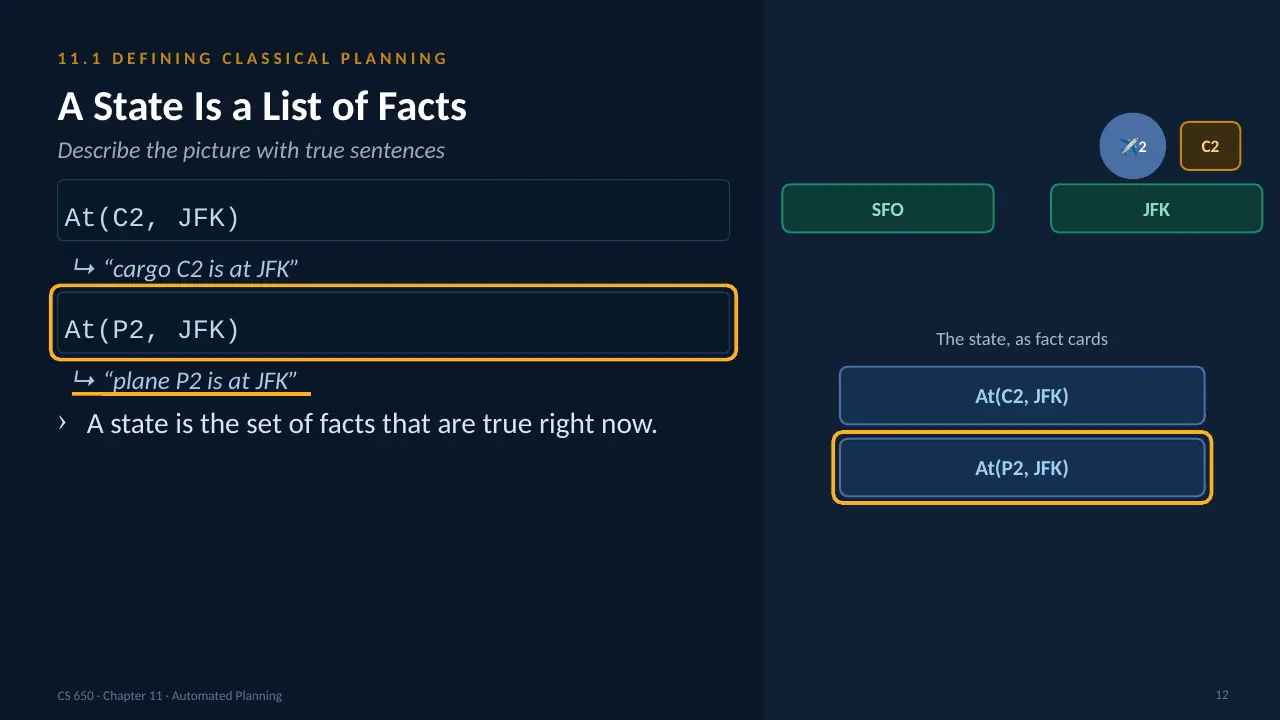 11.1 DEFINING CLASSICAL PLANNING
A State Is a List of Facts
Describe the picture with true sentences
At(C2, JFK)
↳ “cargo C2 is at JFK”
At(P2, JFK)
↳ “plane P2 is at JFK”
› A state is the set of facts that are true right now.
✈️2
C2
SFO
JFK
The state, as fact cards
At(C2, JFK)
At(P2, JFK)
CS 650 · Chapter 11 · Automated Planning
12